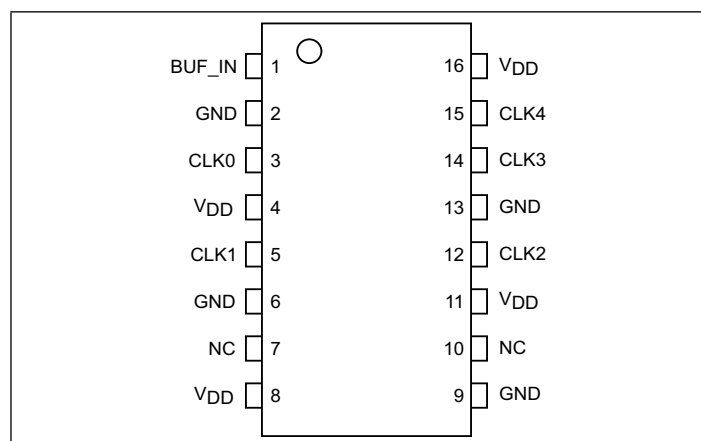 BUF_IN 1 16 VDD
GND 2 15 CLK4
CLK0 3 14 CLK3
VDD 4 13 GND
CLK1 5 12 CLK2
GND 6 11 VDD
NC 7 10 NC
VDD 8 9 GND